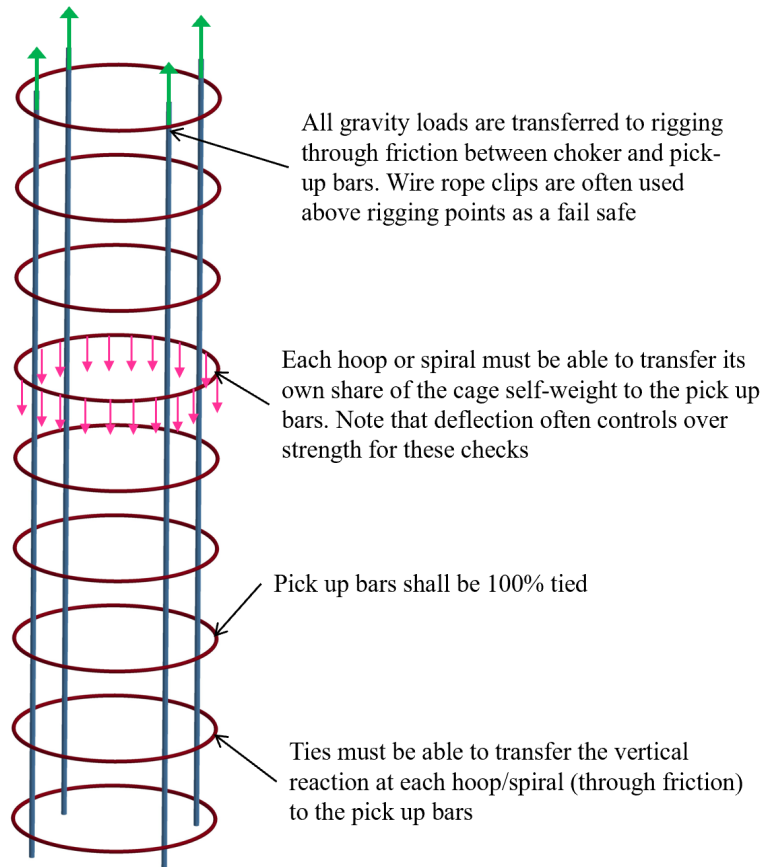 All gravity loads are transferred to rigging
through friction between choker and pick-
up bars. Wire rope clips are often used
above rigging points as a fail safe
Each hoop or spiral must be able to transfer its
own share of the cage self-weight to the pick up
bars. Note that deflection often controls over
strength for these checks
Pick up bars shall be 100% tied
Ties must be able to transfer the vertical
reaction at each hoop/spiral (through friction)
to the pick up bars